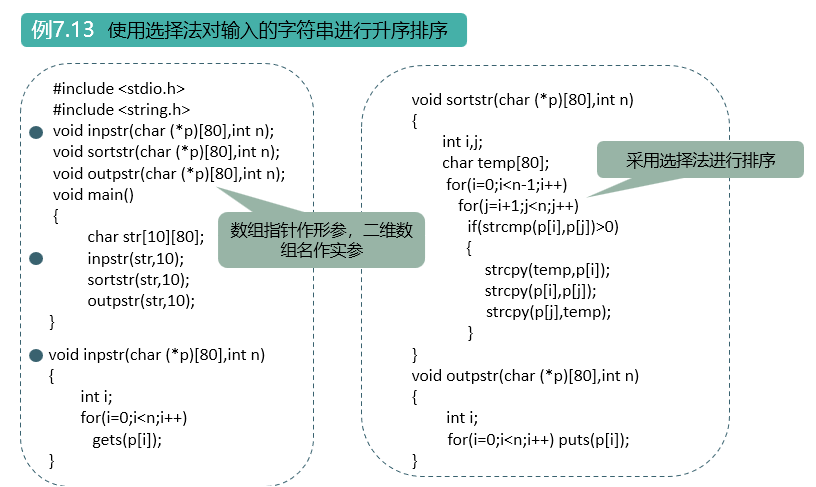 例7.13 使用选择法对输入的字符串进行升序排序
#include <stdio.h>
#include <string.h>
void inpstr(char (*p)[80],int n);
void sortstr(char (*p)[80],int n);
void outpstr(char (*p)[80],int n);
void main()
{
char str[10][80];
inpstr(str,10);
sortstr(str,10);
outpstr(str,10);
}
void inpstr(char (*p)[80],int n)
{
int i;
for(i=0;i<n;i++)
gets(p[i]);
}
数组指针作形参，二维数
组名作实参
void sortstr(char (*p)[80],int n)
{
int i,j;
char temp[80];
for(i=0;i<n-1;i++)
for(j=i+1;j<n;j++)
if(strcmp(p[i],p[j])>0)
{
strcpy(temp,p[i]);
strcpy(p[i],p[j]);
strcpy(p[j],temp);
}
}
void outpstr(char (*p)[80],int n)
{
int i;
for(i=0;i<n;i++) puts(p[i]);
}
采用选择法进行排序